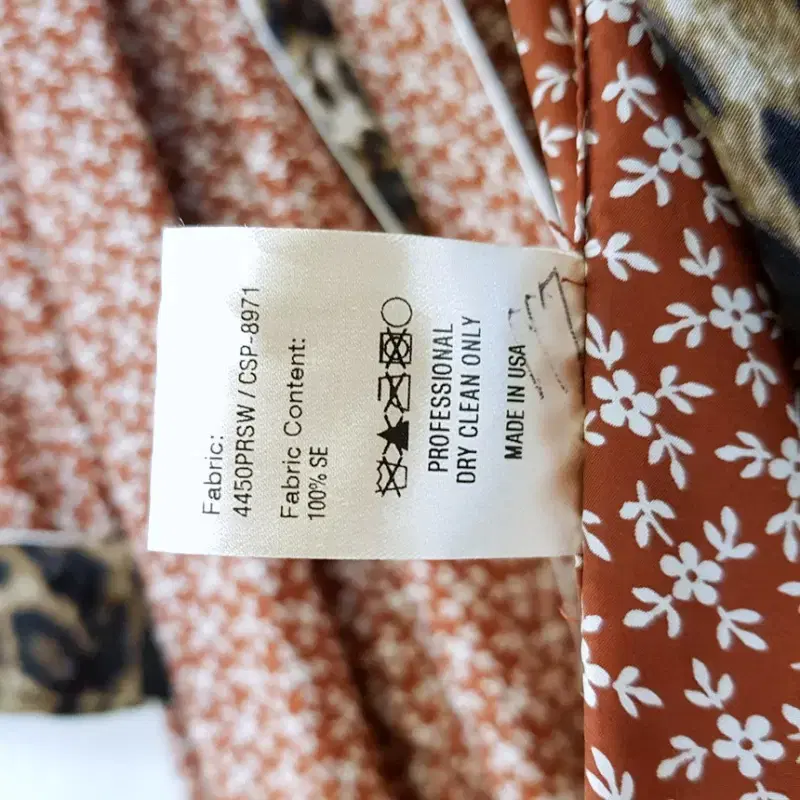 Fabric:
4450PRSW / CSP-8971
Fabric Content:
100% SE
PROFESSIONAL
DRY CLEAN ONLY
MADE IN USA